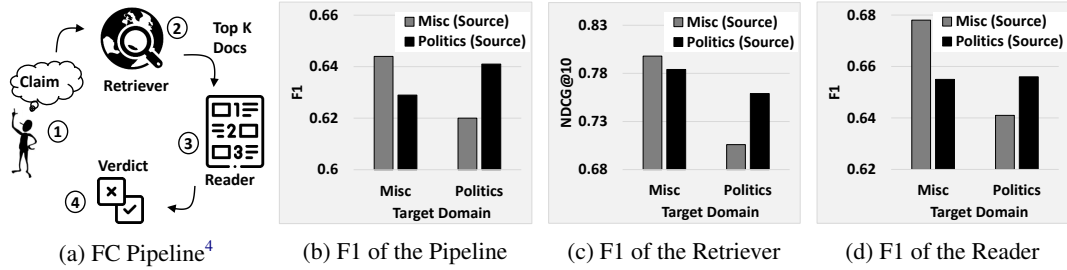 Claim
1
2
Retriever
Top K
Docs
3
1
2
3
Reader
Verdict
4
(a) FC Pipeline4
0.66
0.64
0.62
0.6
F1
Misc (Source)
Politics (Source)
Misc
Politics
Target Domain
(b) F1 of the Pipeline
0.83
0.78
0.73
0.68
NDCG@10
Misc (Source)
Politics (Source)
Misc
Politics
Target Domain
(c) F1 of the Retriever
0.68
0.66
0.64
0.62
F1
Misc (Source)
Politics (Source)
Misc
Politics
Target Domain
(d) F1 of the Reader